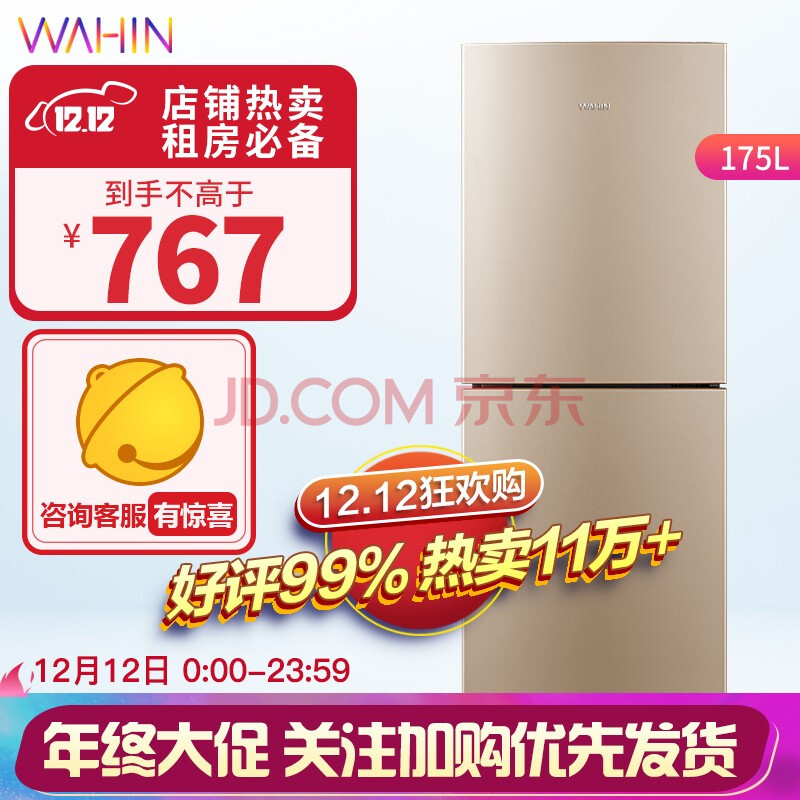 WAHIN
12.12
店铺热卖
租房必备
到手不高于
¥767
WAHIN
175L
JD.COM 京东
咨询客服 有惊喜
12.12狂欢购
好评99% 热卖11万+
12月12日 0:00-23:59
年终大促 关注加购优先发货